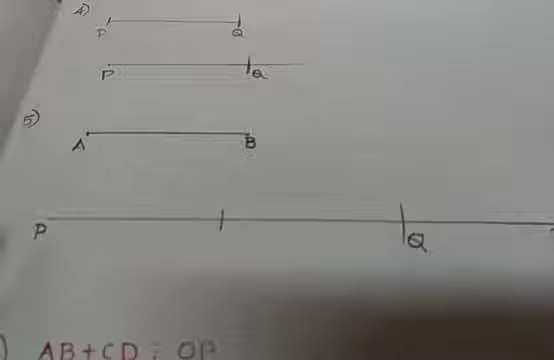 4)
P Q
P Q
5)
A B
P Q
) AB + CD = OP